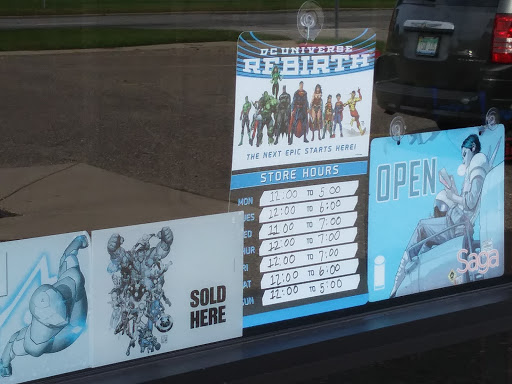 DC UNIVERSE
REBIRTH
THE NEXT EPIC STARTS HERE!
STORE HOURS
MON 12:00 TO 5:00
TUES 12:00 TO 6:00
WED 11:00 TO 7:00
THUR 12:00 TO 7:00
FRI 12:00 TO 7:00
SAT 12:00 TO 6:00
SUN 12:00 TO 5:00
OPEN
Saga
SOLD
HERE